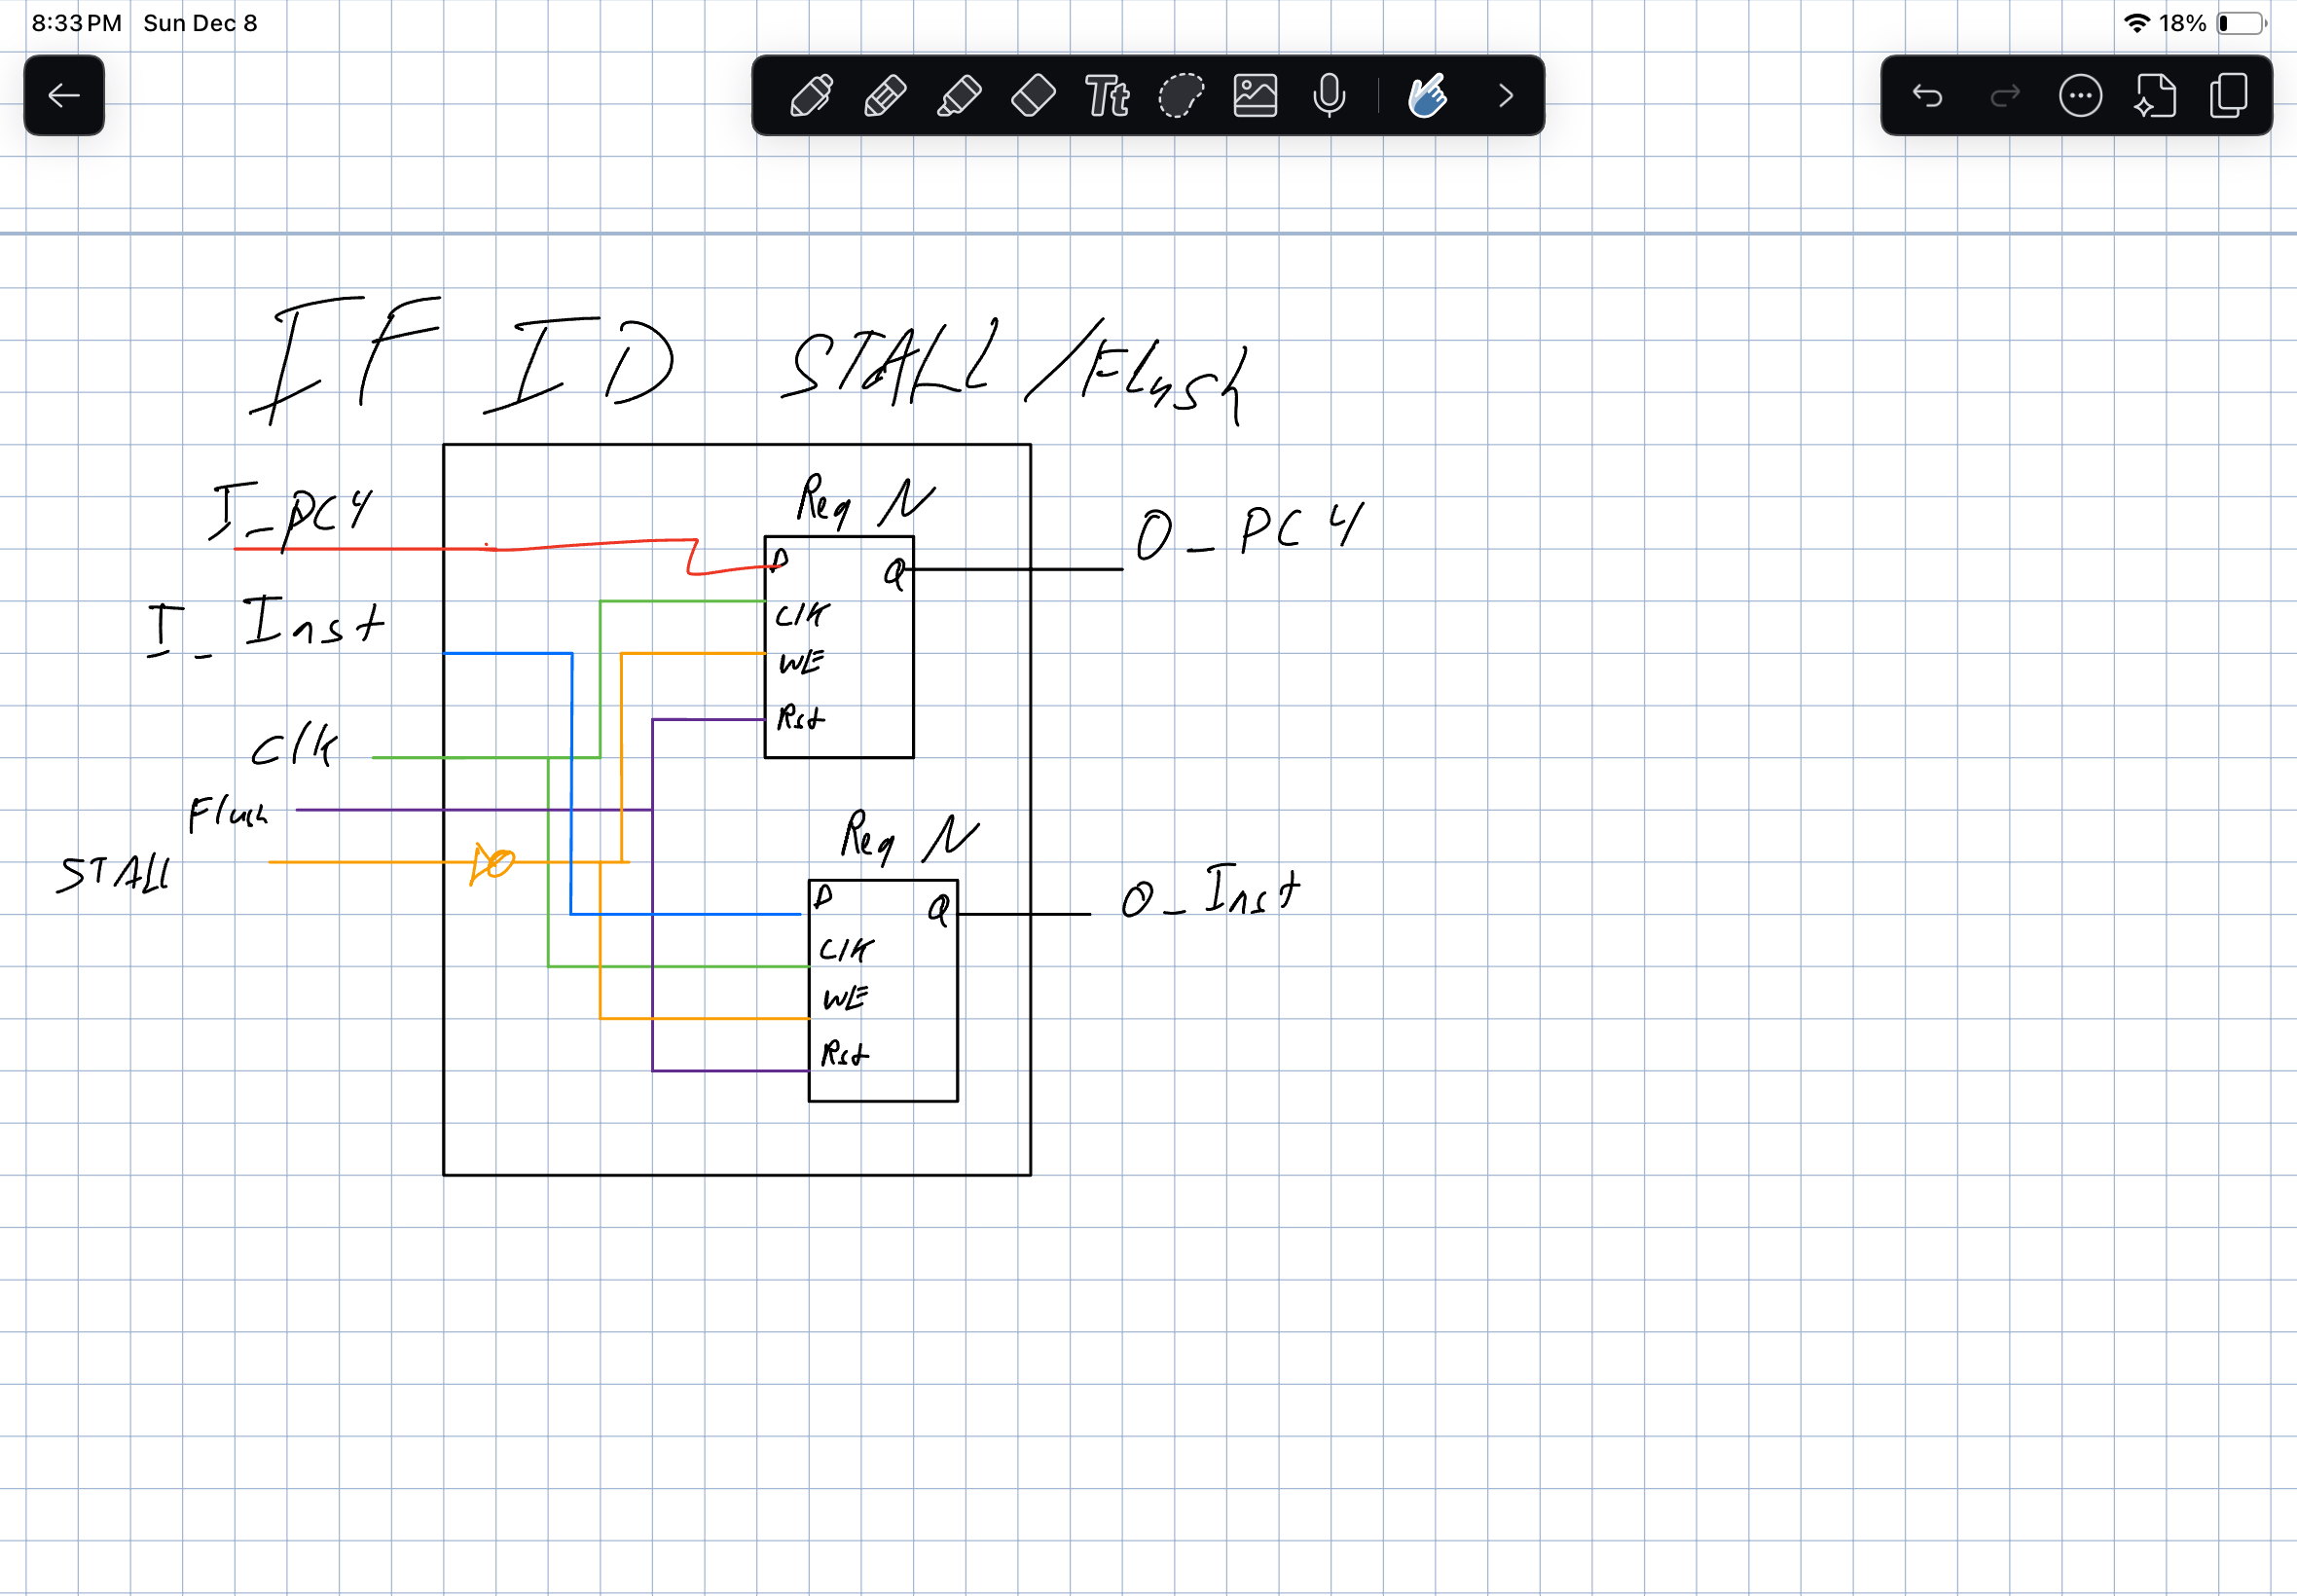 8:33 PM Sun Dec 8
18%
Tt
IF ID STALL / Flush
I_PC4
Reg N
O_PC4
D
Q
I_Inst
Clk
WE
Rst
Clk
Flush
Reg N
STALL
D
Q
O_Inst
Clk
WE
Rst